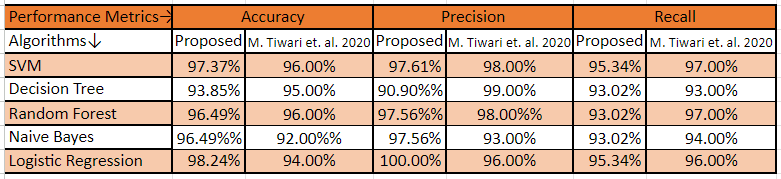 Performance Metrics→ Accuracy Precision Recall
Algorithms↓ Proposed M. Tiwari et. al. 2020 Proposed M. Tiwari et. al. 2020 Proposed M. Tiwari et. al. 2020
SVM 97.37% 96.00% 97.61% 98.00% 95.34% 97.00%
Decision Tree 93.85% 95.00% 90.90%% 99.00% 93.02% 93.00%
Random Forest 96.49% 96.00% 97.56%% 98.00%% 93.02% 97.00%
Naive Bayes 96.49%% 92.00%% 97.56% 93.00% 93.02% 94.00%
Logistic Regression 98.24% 94.00% 100.00% 96.00% 95.34% 96.00%